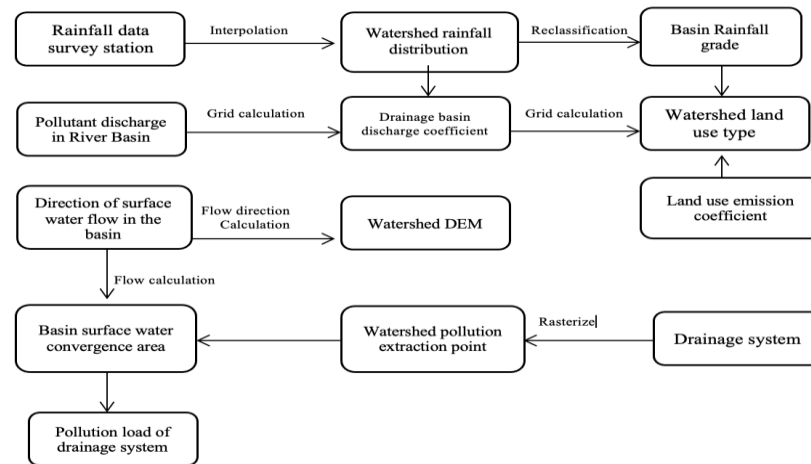 Rainfall data
survey station
Interpolation
Watershed rainfall
distribution
Reclassification
Basin Rainfall
grade
Pollutant discharge
in River Basin
Grid calculation
Drainage basin
discharge coefficient
Grid calculation
Watershed land
use type
Direction of surface
water flow in the
basin
Flow direction
Calculation
Watershed DEM
Land use emission
coefficient
Flow calculation
Basin surface water
convergence area
Watershed pollution
extraction point
Rasterize
Drainage system
Pollution load of
drainage system